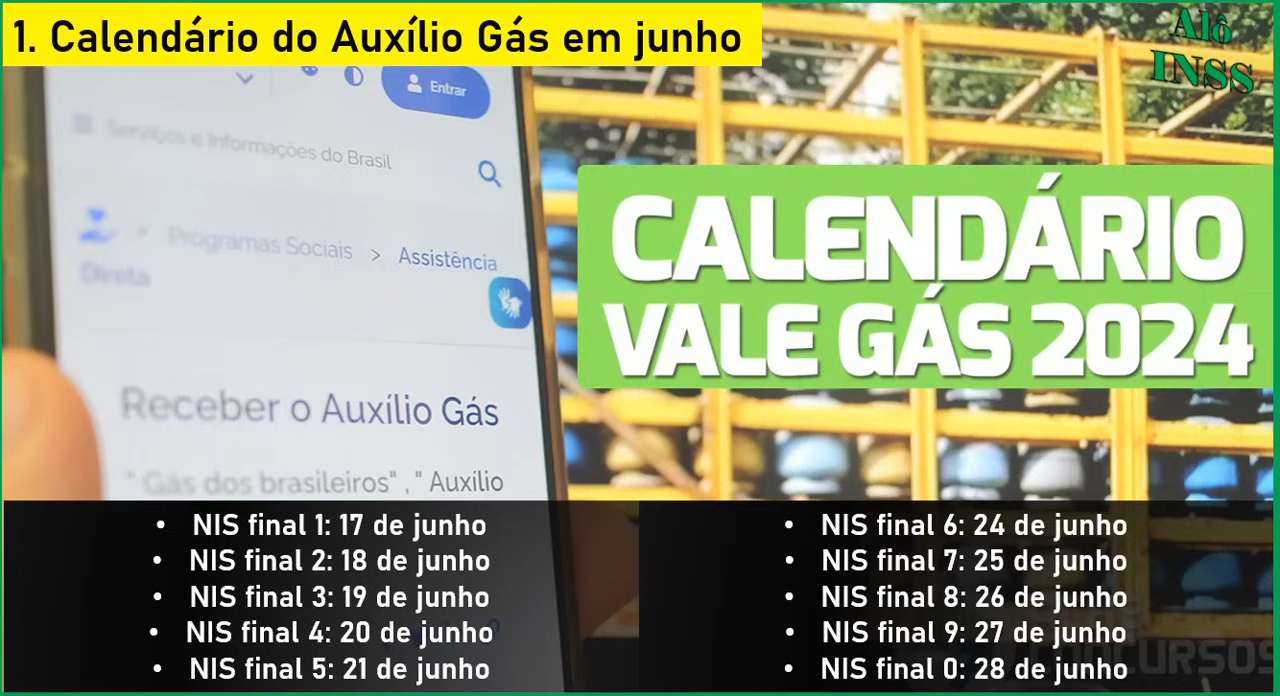 1. Calendário do Auxílio Gás em junho
Alô
INSS
Entrar
Serviços e Informações do Brasil
Programas Sociais > Assistência
Direta
CALENDÁRIO
VALE GÁS 2024
Receber o Auxílio Gás
" Gás dos brasileiros" , " Auxílio
• NIS final 1: 17 de junho
• NIS final 2: 18 de junho
• NIS final 3: 19 de junho
• NIS final 4: 20 de junho
• NIS final 5: 21 de junho
• NIS final 6: 24 de junho
• NIS final 7: 25 de junho
• NIS final 8: 26 de junho
• NIS final 9: 27 de junho
• NIS final 0: 28 de junho
CONCURSOS